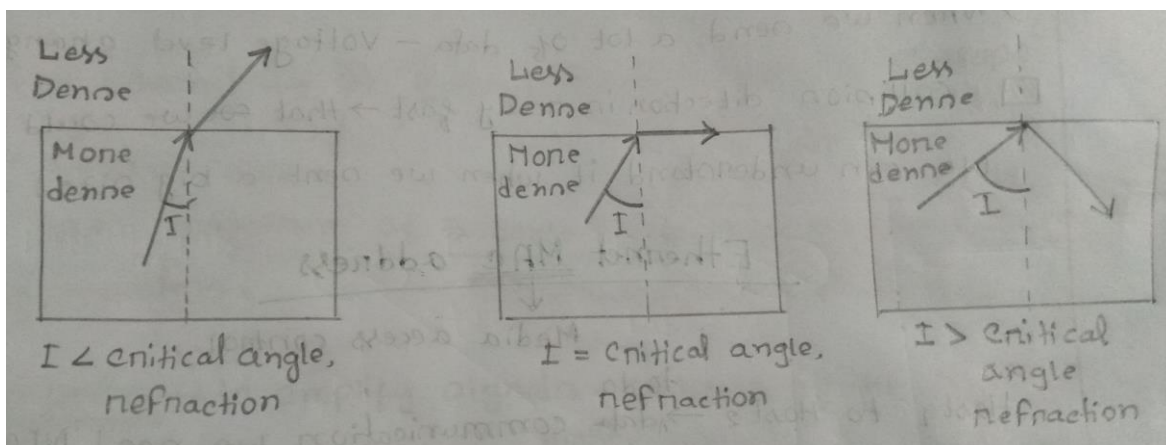 Less
Dense
More
dense
I
I < critical angle,
refraction
Less
Dense
More
dense
I
I = critical angle,
refraction
Less
Dense
More
dense
I
I > critical
angle
refraction